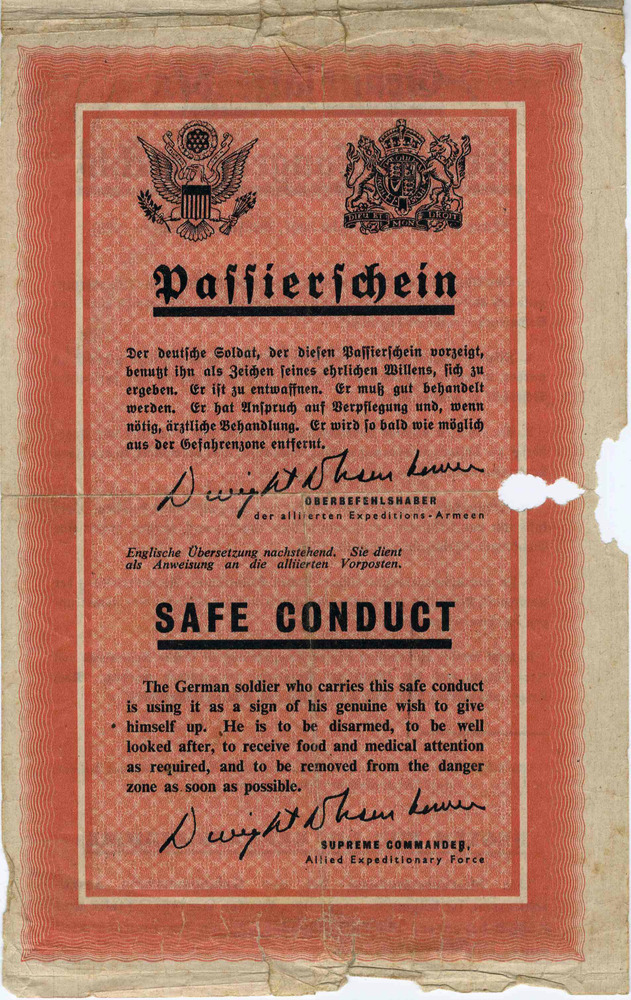 DIEU ET
MON
DROIT
Passierschein
Der deutsche Soldat, der diesen Passierschein vorzeigt,
benutzt ihn als Zeichen seines ehrlichen Willens, sich zu
ergeben. Er ist zu entwaffnen. Er muß gut behandelt
werden. Er hat Anspruch auf Verpflegung und, wenn
nötig, ärztliche Behandlung. Er wird so bald wie möglich
aus der Gefahrenzone entfernt.
Dwight D Eisenhower
OBERBEFEHLSHABER
der alliierten Expeditions-Armeen
Englische Übersetzung nachstehend. Sie dient
als Anweisung an die alliierten Vorposten.
SAFE CONDUCT
The German soldier who carries this safe conduct
is using it as a sign of his genuine wish to give
himself up. He is to be disarmed, to be well
looked after, to receive food and medical attention
as required, and to be removed from the danger
zone as soon as possible.
Dwight D Eisenhower
SUPREME COMMANDER,
Allied Expeditionary Force